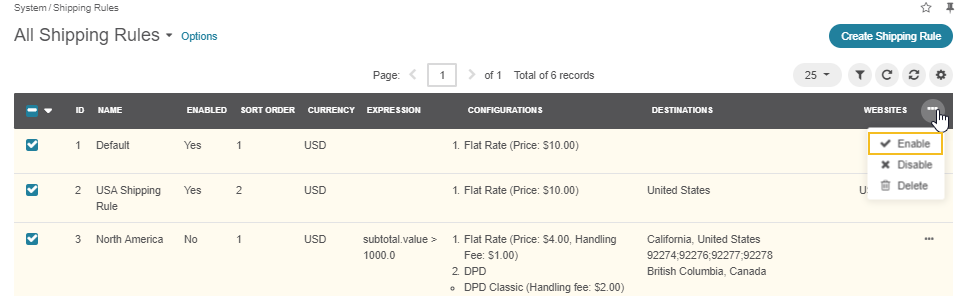 System / Shipping Rules
All Shipping Rules Options
Create Shipping Rule
Page: 1 of 1 Total of 6 records
25
ID NAME ENABLED SORT ORDER CURRENCY EXPRESSION CONFIGURATIONS DESTINATIONS WEBSITES
Enable
Disable
Delete
1 Default Yes 1 USD 1. Flat Rate (Price: $10.00)
2 USA Shipping Yes 2 USD 1. Flat Rate (Price: $10.00) United States
Rule
3 North America No 1 USD subtotal.value > 1. Flat Rate (Price: $4.00, Handling California, United States
1000.0 Fee: $1.00) 92274;92276;92277;92278
2. DPD British Columbia, Canada
DPD Classic (Handling fee: $2.00)